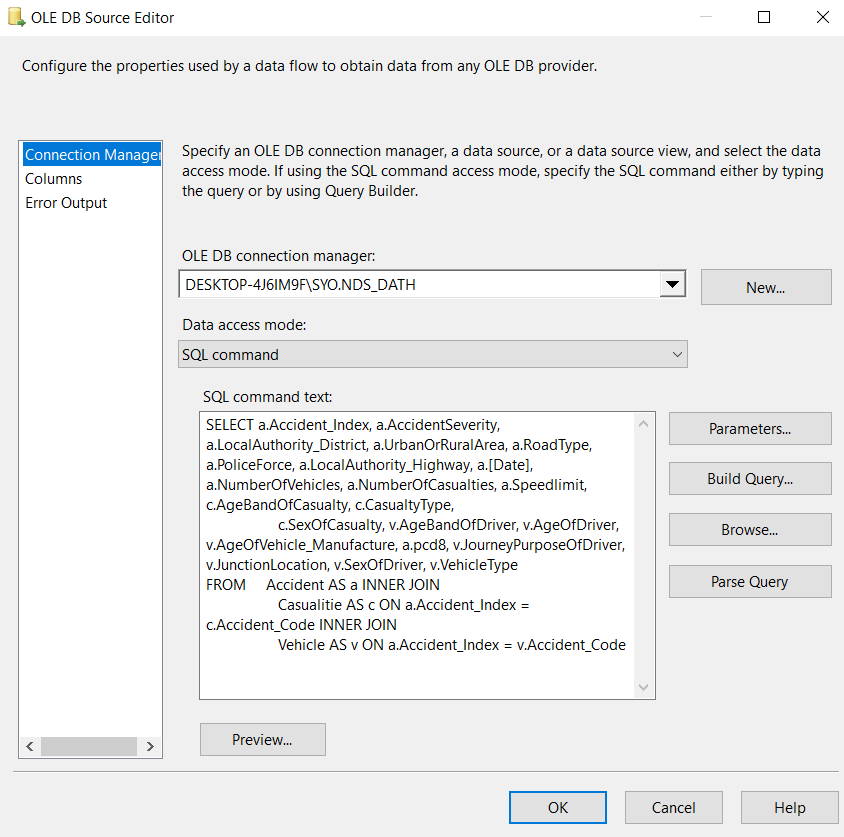 OLE DB Source Editor
Configure the properties used by a data flow to obtain data from any OLE DB provider.
Connection Manager
Columns
Error Output
Specify an OLE DB connection manager, a data source, or a data source view, and select the data
access mode. If using the SQL command access mode, specify the SQL command either by typing
the query or by using Query Builder.
OLE DB connection manager:
DESKTOP-4J6IM9F\SYO.NDS_DATH
New...
Data access mode:
SQL command
SQL command text:
SELECT a.Accident_Index, a.AccidentSeverity,
a.LocalAuthority_District, a.UrbanOrRuralArea, a.RoadType,
a.PoliceForce, a.LocalAuthority_Highway, a.[Date],
a.NumberOfVehicles, a.NumberOfCasualties, a.Speedlimit,
c.AgeBandOfCasualty, c.CasualtyType,
c.SexOfCasualty, v.AgeBandOfDriver, v.AgeOfDriver,
v.AgeOfVehicle_Manufacture, a.pcd8, v.JourneyPurposeOfDriver,
v.JunctionLocation, v.SexOfDriver, v.VehicleType
FROM Accident AS a INNER JOIN
Casualitie AS c ON a.Accident_Index =
c.Accident_Code INNER JOIN
Vehicle AS v ON a.Accident_Index = v.Accident_Code
Parameters...
Build Query...
Browse...
Parse Query
Preview...
OK
Cancel
Help